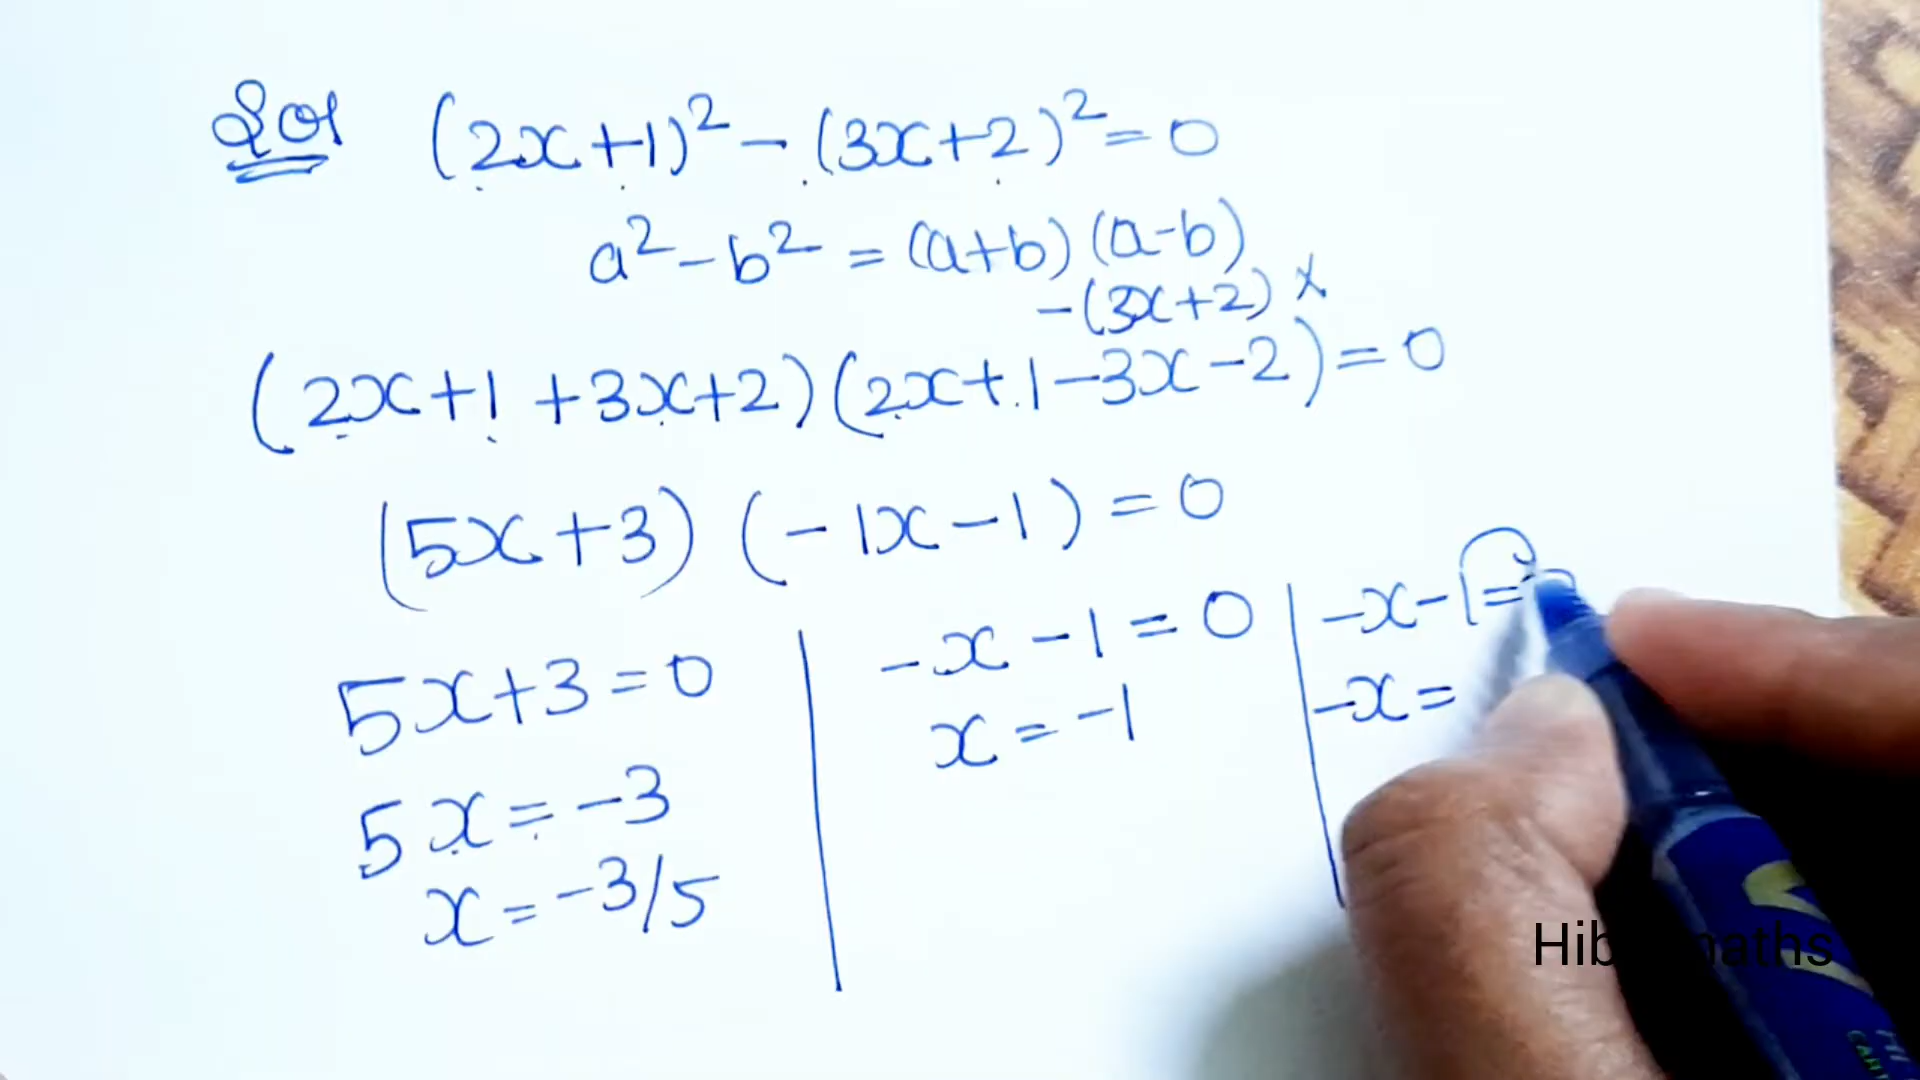 Sol (2x+1)² - (3x+2)² = 0
a² - b² = (a+b) (a-b)
-(3x+2) x
(2x+1 +3x+2) (2x+1-3x-2) = 0
(5x+3) (-1x-1) = 0
5x+3 = 0
5x = -3
x = -3/5
-x - 1 = 0
x = -1
-x-1 =
-x =